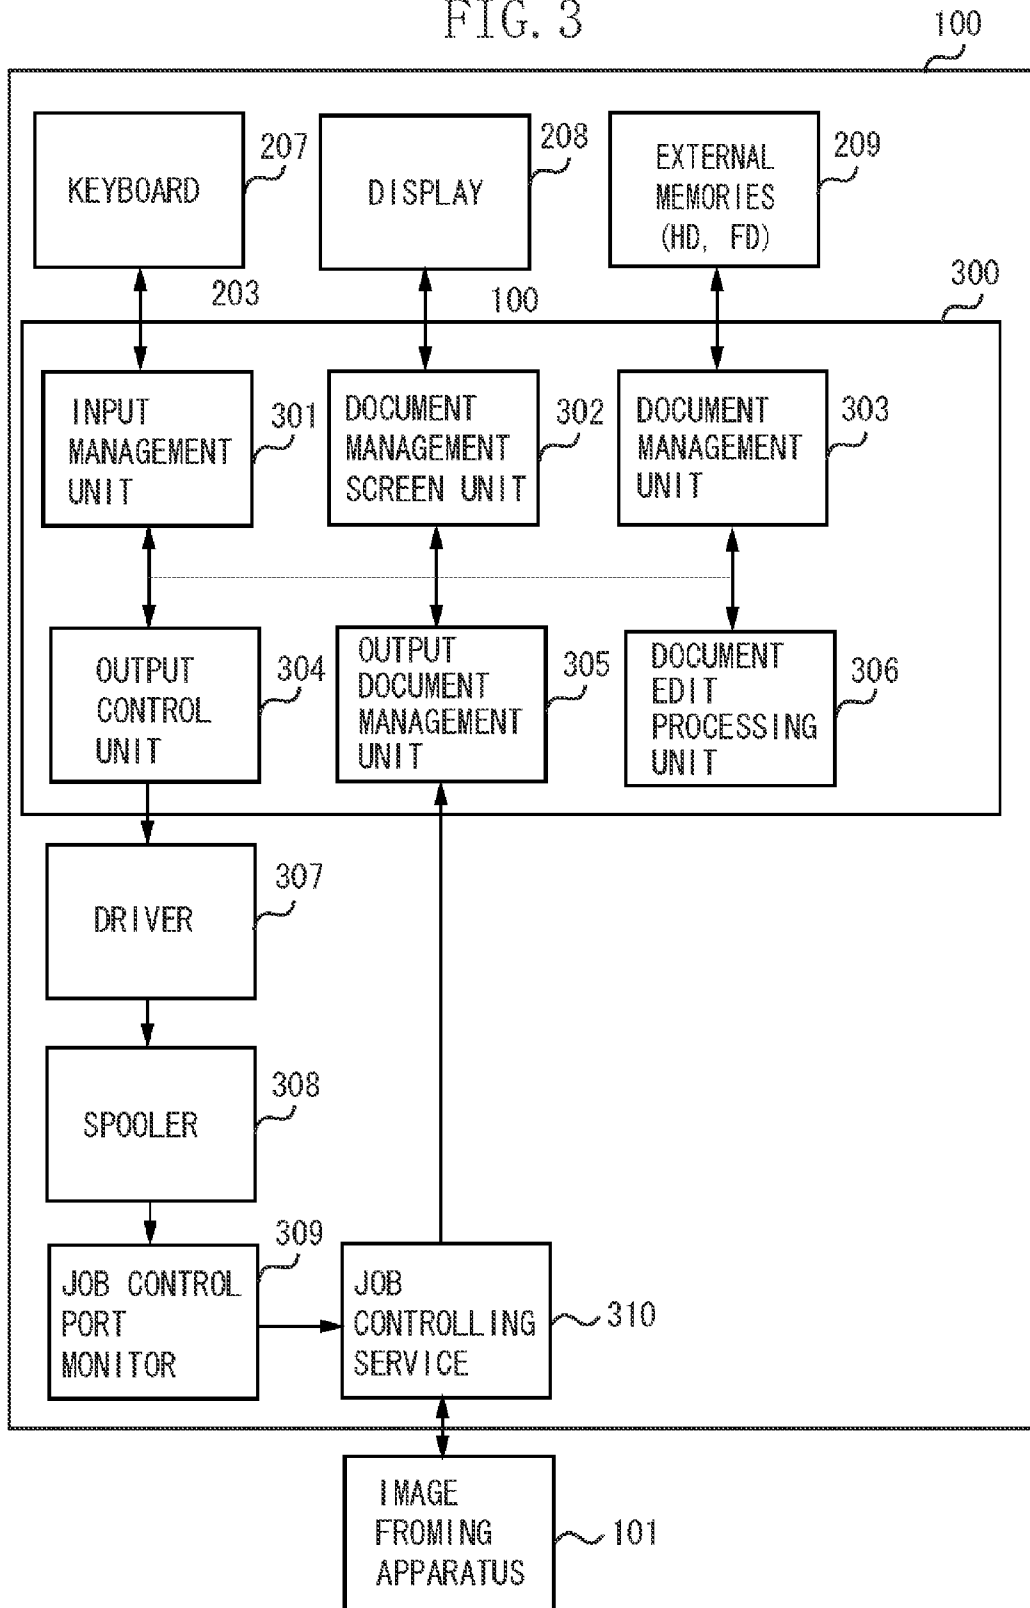 FIG. 3
100
KEYBOARD
207
DISPLAY
208
EXTERNAL
MEMORIES
(HD, FD)
209
203
100
300
INPUT
MANAGEMENT
UNIT
301
DOCUMENT
MANAGEMENT
SCREEN UNIT
302
DOCUMENT
MANAGEMENT
UNIT
303
OUTPUT
CONTROL
UNIT
304
OUTPUT
DOCUMENT
MANAGEMENT
UNIT
305
DOCUMENT
EDIT
PROCESSING
UNIT
306
DRIVER
307
SPOOLER
308
JOB CONTROL
PORT
MONITOR
309
JOB
CONTROLLING
SERVICE
310
IMAGE
FROMING
APPARATUS
101